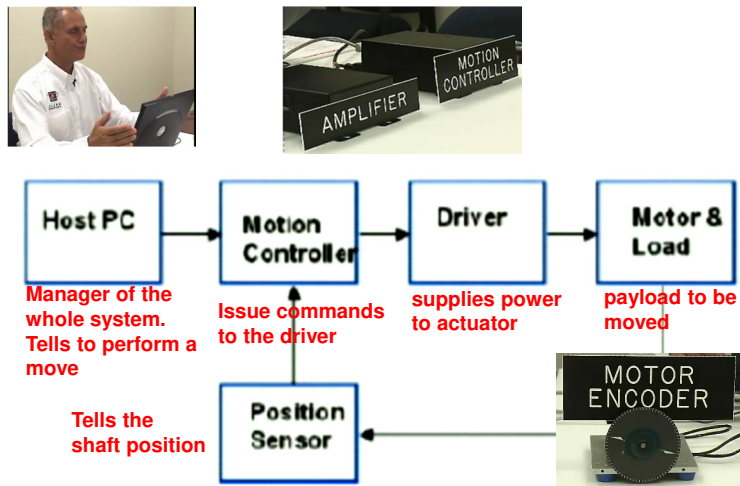 AMPLIFIER
MOTION
CONTROLLER
Host PC
Motion
Controller
Driver
Motor &
Load
Manager of the
whole system.
Tells to perform a
move
Issue commands
to the driver
supplies power
to actuator
payload to be
moved
MOTOR
ENCODER
Tells the
shaft position
Position
Sensor